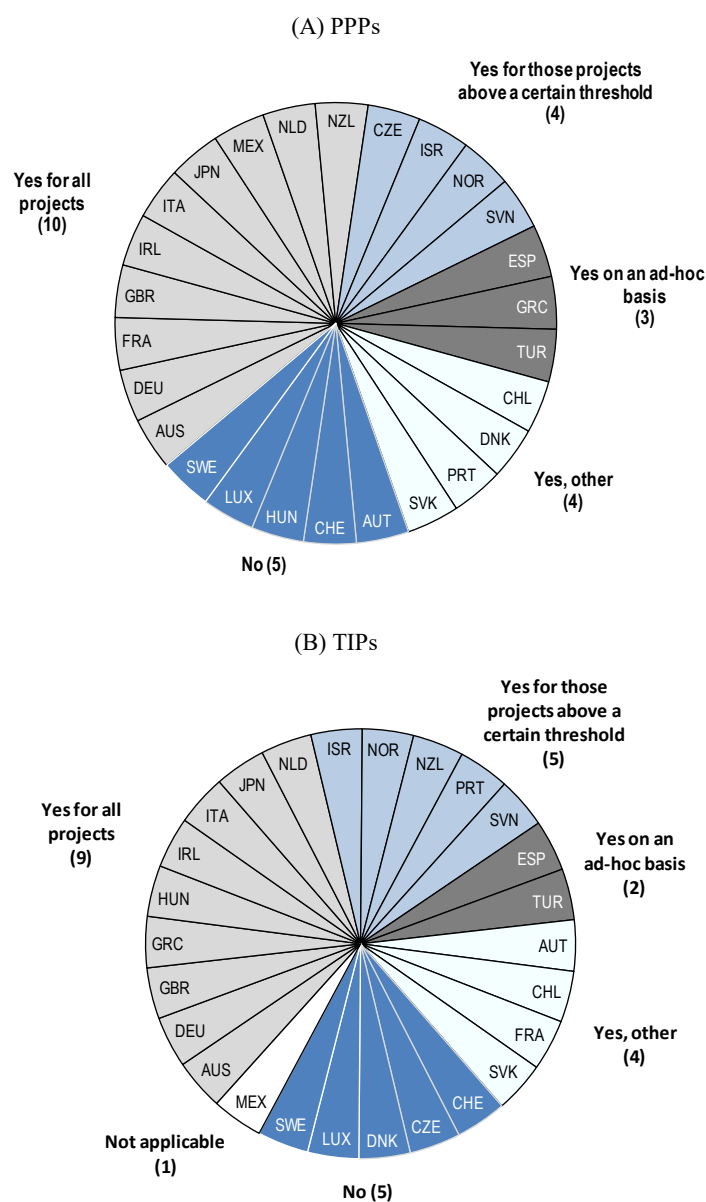 (A) PPPs
Yes for those projects
above a certain threshold
(4)
Yes for all
projects
(10)
Yes on an ad-hoc
basis
(3)
Yes, other
(4)
No (5)
NZL
CZE
ISR
NOR
SVN
ESP
GRC
TUR
CHL
DNK
PRT
SVK
AUT
CHE
HUN
LUX
SWE
AUS
DEU
FRA
GBR
IRL
ITA
JPN
MEX
NLD
(B) TIPs
Yes for those
projects above a
certain threshold
(5)
Yes for all
projects
(9)
Yes on an
ad-hoc basis
(2)
Yes, other
(4)
Not applicable
(1)
No (5)
ISR
NOR
NZL
PRT
SVN
ESP
TUR
AUT
CHL
FRA
SVK
CHE
CZE
DNK
LUX
SWE
MEX
AUS
DEU
GBR
GRC
HUN
IRL
ITA
JPN
NLD